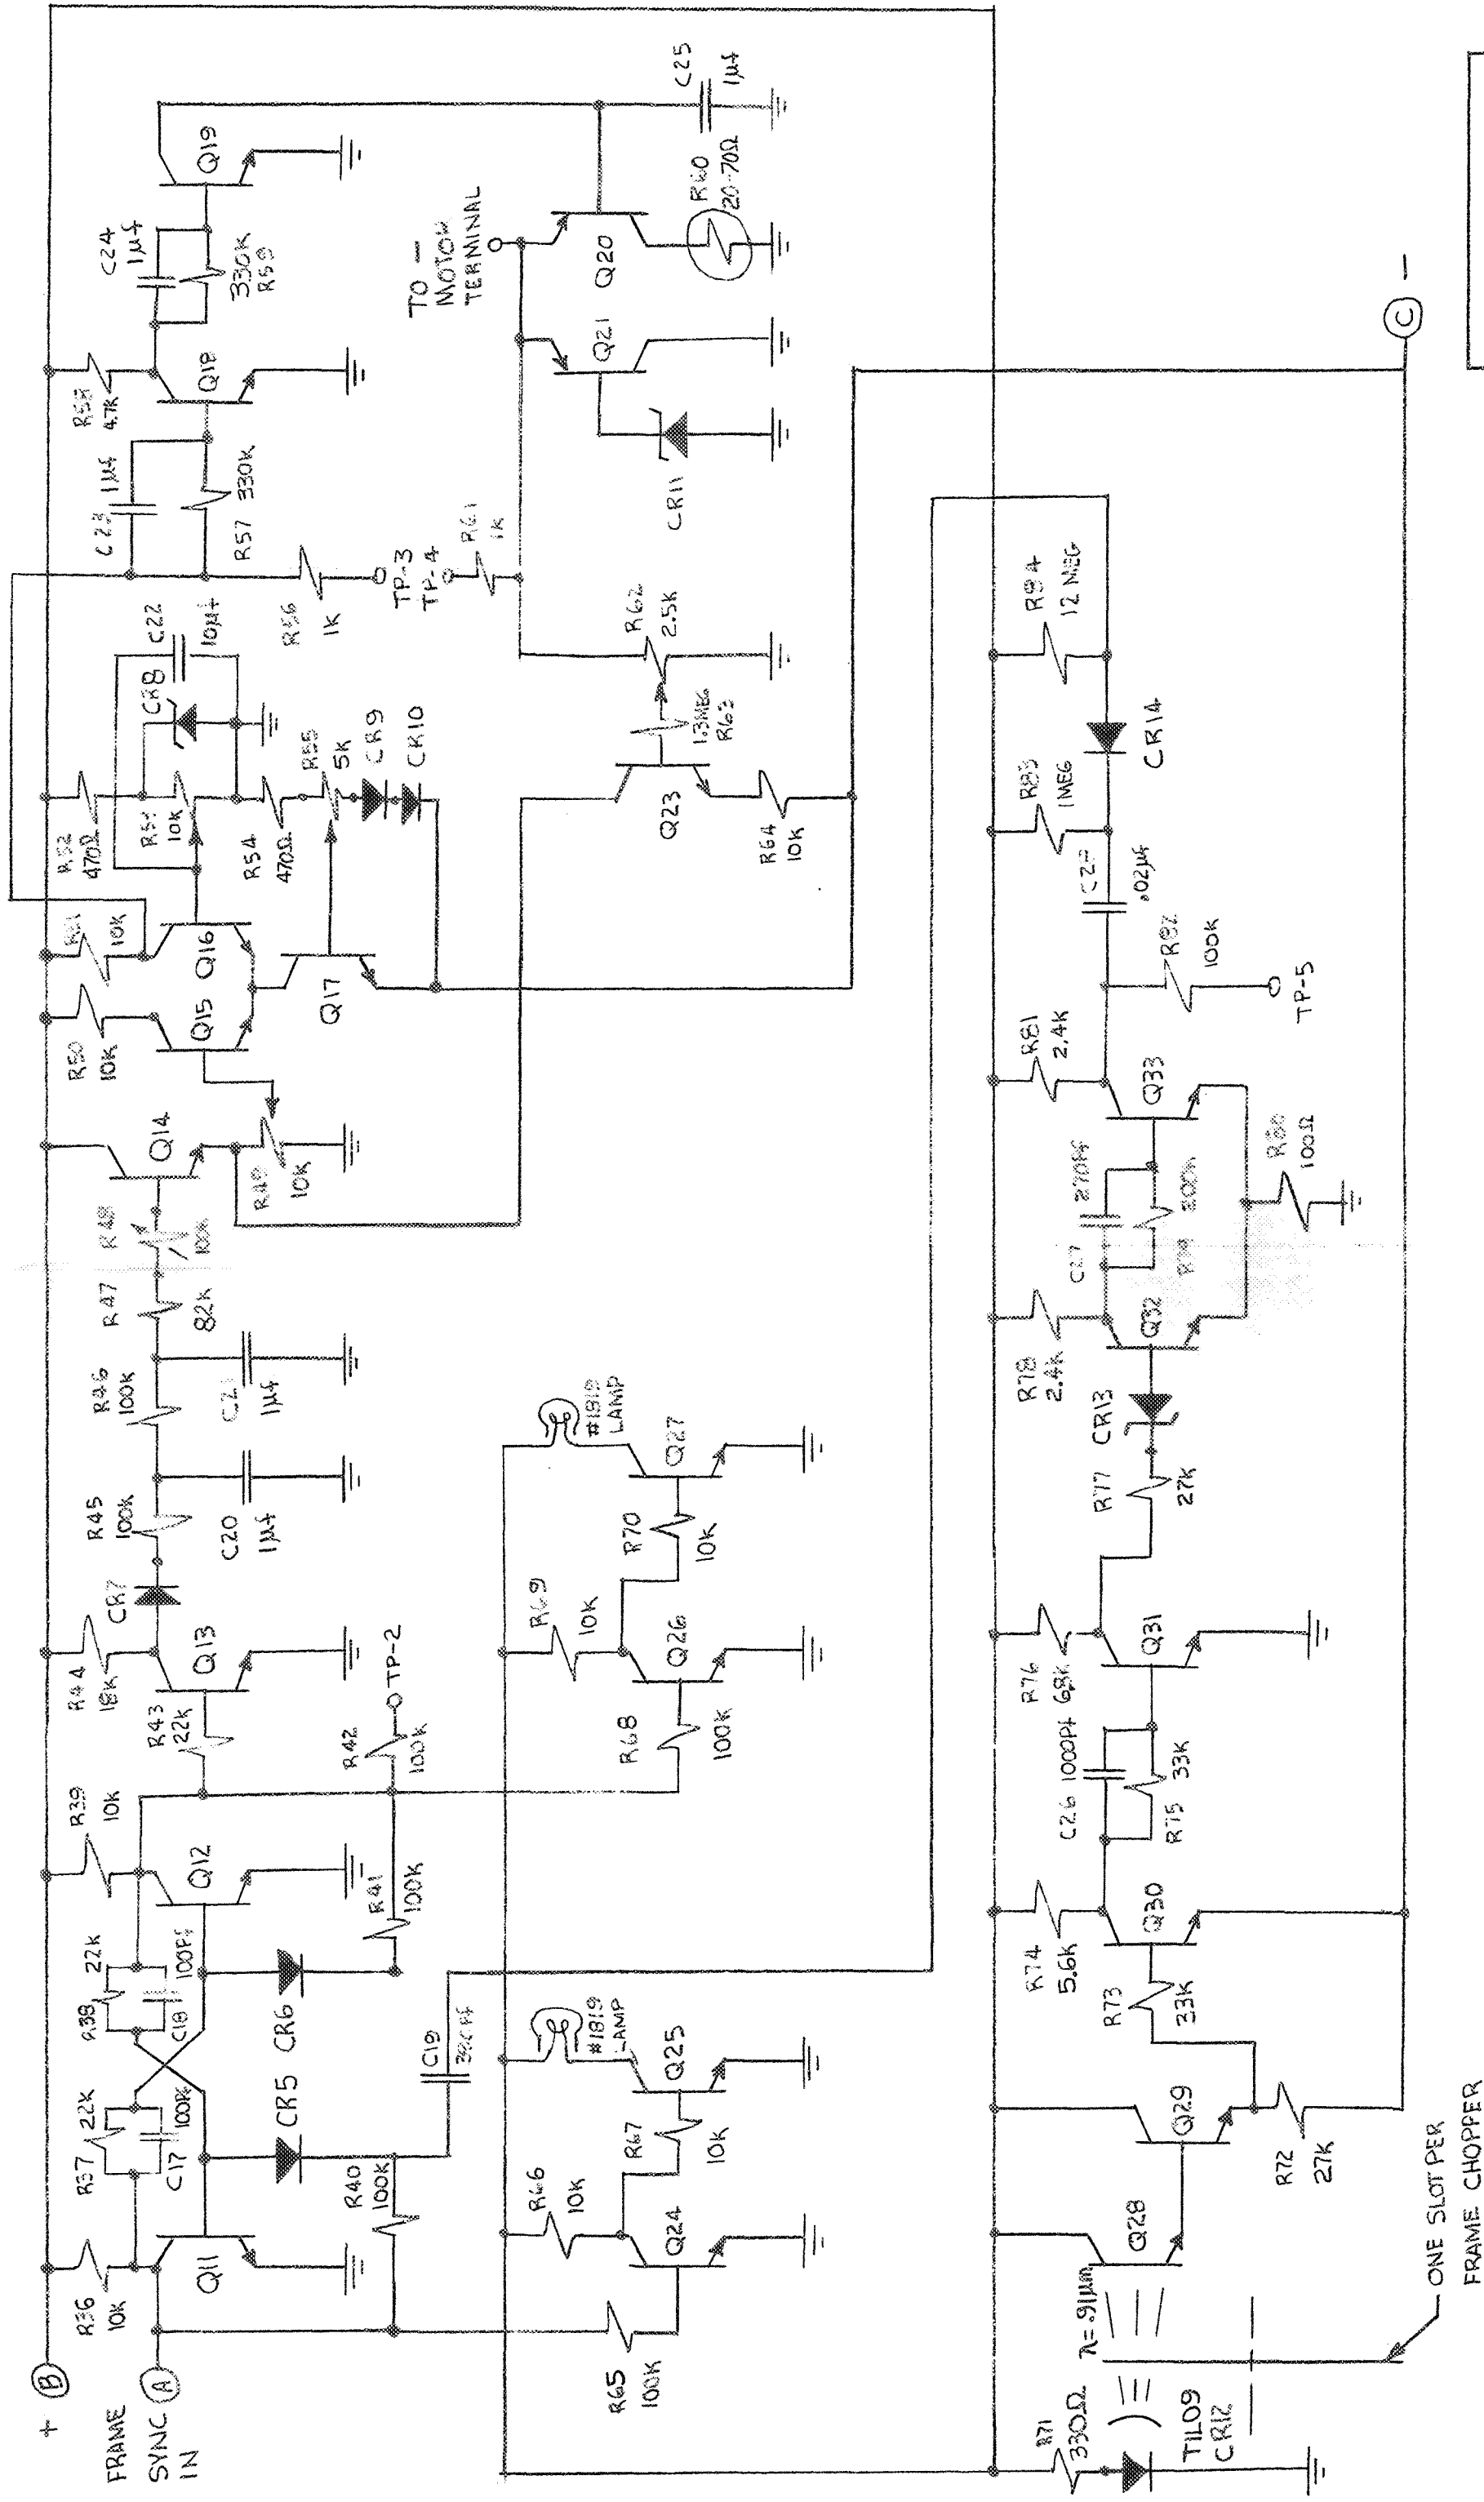 + B
FRAME
SYNC A
IN
R36
10K
Q11
R37
22K
C17
100Pf
R38
22K
C18
100Pf
R39
10K
Q12
CR5
CR6
R40
100K
R41
100K
R42
100K
TP-2
C19
R43
22K
R44
18K
Q13
CR7
R45
100K
C20
1µf
R46
100K
C21
1µf
R47
82K
R48
100K
Q14
R49
10K
R50
10K
Q15
10K
Q16
Q17
R52
470Ω
10K
CR8
C22
10µf
R54
470Ω
R55
5K
CR9
CR10
R56
1K
TP-3
TP-4
R61
1K
C23
1µf
R57
330K
R58
4.7K
Q18
C24
1µf
330K
R59
Q19
TO -
MOTOR
TERMINAL
C25
1µf
R60
20-70Ω
Q20
Q21
CR11
R62
2.5K
1.3MEG
R63
Q23
R64
10K
R65
100K
R66
10K
Q24
R67
10K
Q25
#1819
LAMP
R68
100K
R69
10K
Q26
R70
10K
Q27
#1819
LAMP
R71
330Ω
TIL09
CR12
λ=.91µm
Q28
Q29
R72
27K
ONE SLOT PER
FRAME CHOPPER
R73
33K
R74
5.6K
Q30
C26
1000Pf
R75
33K
R76
Q31
R77
27K
CR13
R78
2.4K
Q32
C27
270Pf
R79
200K
R80
100Ω
Q33
R81
2.4K
R82
100K
TP-5
.02µf
R83
1MEG
CR14
R84
12 MEG
C -